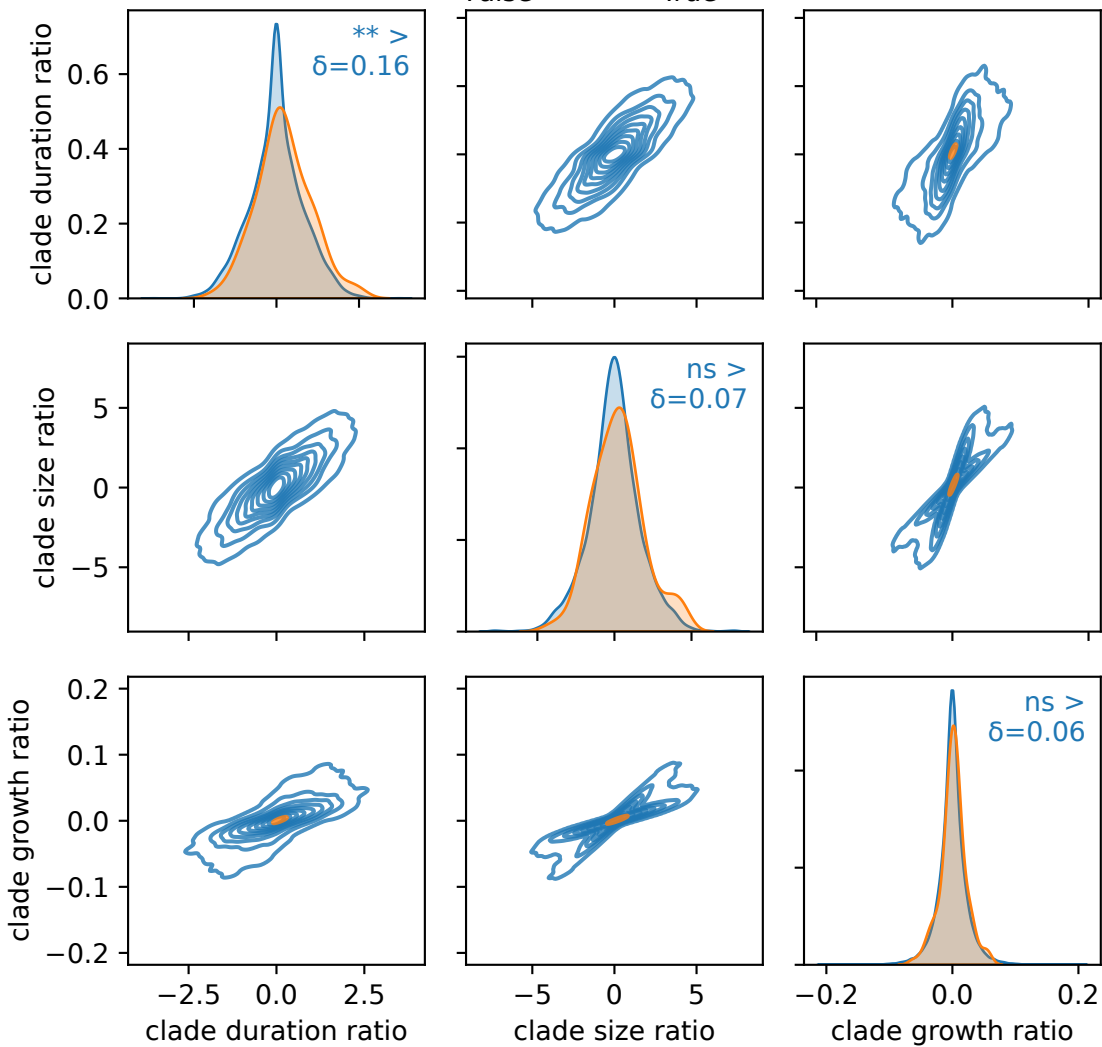 clade duration ratio
0.6
0.4
0.2
0.0
** >
δ=0.16
clade size ratio
5
0
−5
ns >
δ=0.07
clade growth ratio
0.2
0.1
0.0
−0.1
−0.2
ns >
δ=0.06
−2.5 0.0 2.5
−5 0 5
−0.2 0.0 0.2
clade duration ratio
clade size ratio
clade growth ratio